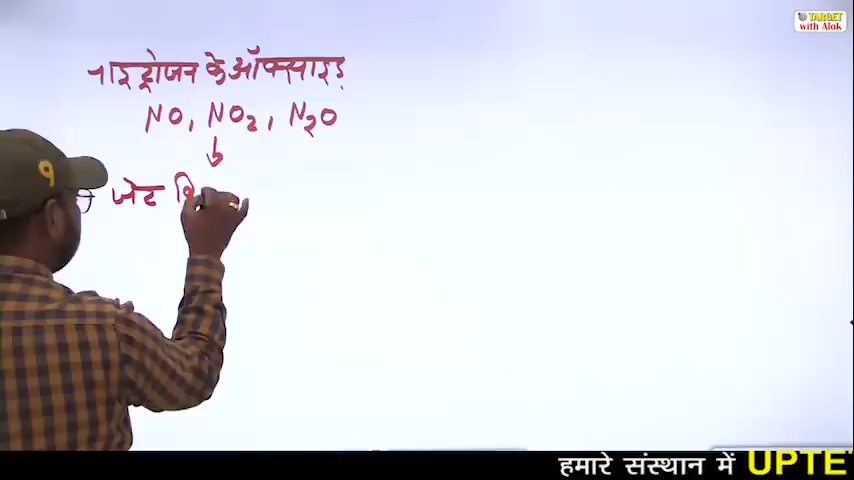 TARGET
with Alok
नाइट्रोजन के ऑक्साइड
NO, NO₂, N₂O
जेट वि
हमारे संस्थान में UPTE